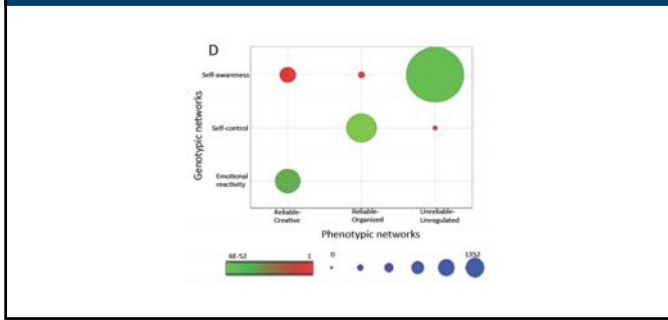 D
Genotypic networks
Self-awareness
Self-control
Emotional
reactivity
Reliable-
Creative
Reliable-
Organized
Unreliable-
Unregulated
Phenotypic networks
6E-52
1
0
1352